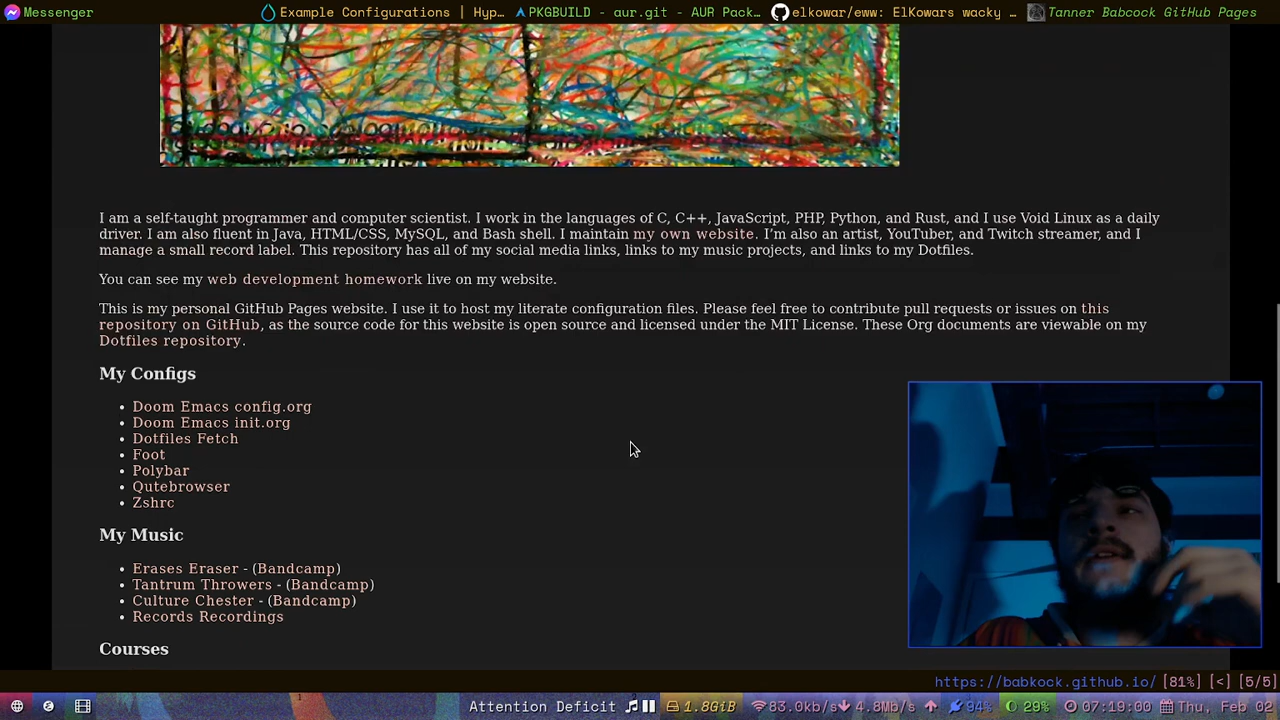 Messenger
Example Configurations | Hyp…
PKGBUILD - aur.git - AUR Pack…
elkowar/eww: ElKowars wacky …
Tanner Babcock GitHub Pages
I am a self-taught programmer and computer scientist. I work in the languages of C, C++, JavaScript, PHP, Python, and Rust, and I use Void Linux as a daily
driver. I am also fluent in Java, HTML/CSS, MySQL, and Bash shell. I maintain my own website. I'm also an artist, YouTuber, and Twitch streamer, and I
manage a small record label. This repository has all of my social media links, links to my music projects, and links to my Dotfiles.
You can see my web development homework live on my website.
This is my personal GitHub Pages website. I use it to host my literate configuration files. Please feel free to contribute pull requests or issues on this
repository on GitHub, as the source code for this website is open source and licensed under the MIT License. These Org documents are viewable on my
Dotfiles repository.
My Configs
• Doom Emacs config.org
• Doom Emacs init.org
• Dotfiles Fetch
• Foot
• Polybar
• Qutebrowser
• Zshrc
My Music
• Erases Eraser - (Bandcamp)
• Tantrum Throwers - (Bandcamp)
• Culture Chester - (Bandcamp)
• Records Recordings
Courses
https://babkock.github.io/ [81%] [<] [5/5]
1
Attention Deficit
1.8GiB
83.0kb/s 4.8Mb/s
94%
29%
07:19:00
Thu, Feb 02